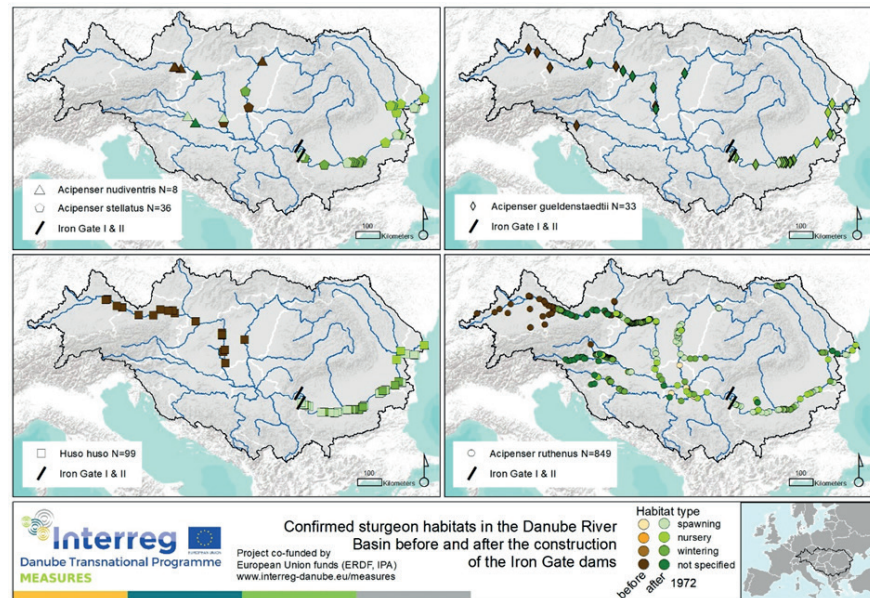 Acipenser nudiventris N=8
Acipenser stellatus N=36
Iron Gate I & II
100
Kilometers
Acipenser gueldenstaedtii N=33
Iron Gate I & II
100
Kilometers
Huso huso N=99
Iron Gate I & II
100
Kilometers
Acipenser ruthenus N=849
Iron Gate I & II
100
Kilometers
Interreg
EUROPEAN UNION
Danube Transnational Programme
MEASURES
Project co-funded by
European Union funds (ERDF, IPA)
www.interreg-danube.eu/measures
Confirmed sturgeon habitats in the Danube River
Basin before and after the construction
of the Iron Gate dams
Habitat type
spawning
nursery
wintering
not specified
before
after
1972